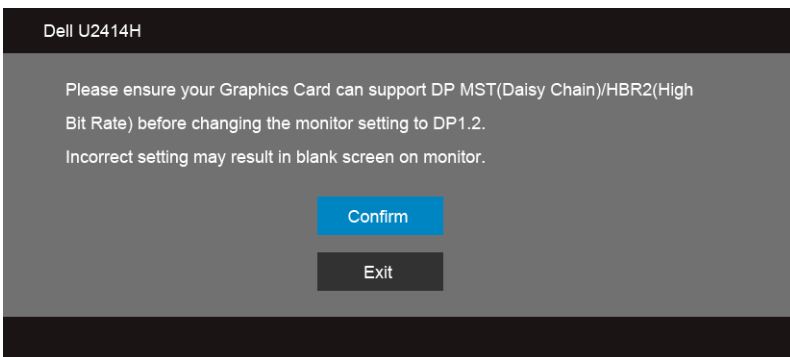 Dell U2414H
Please ensure your Graphics Card can support DP MST(Daisy Chain)/HBR2(High
Bit Rate) before changing the monitor setting to DP1.2.
Incorrect setting may result in blank screen on monitor.
Confirm
Exit